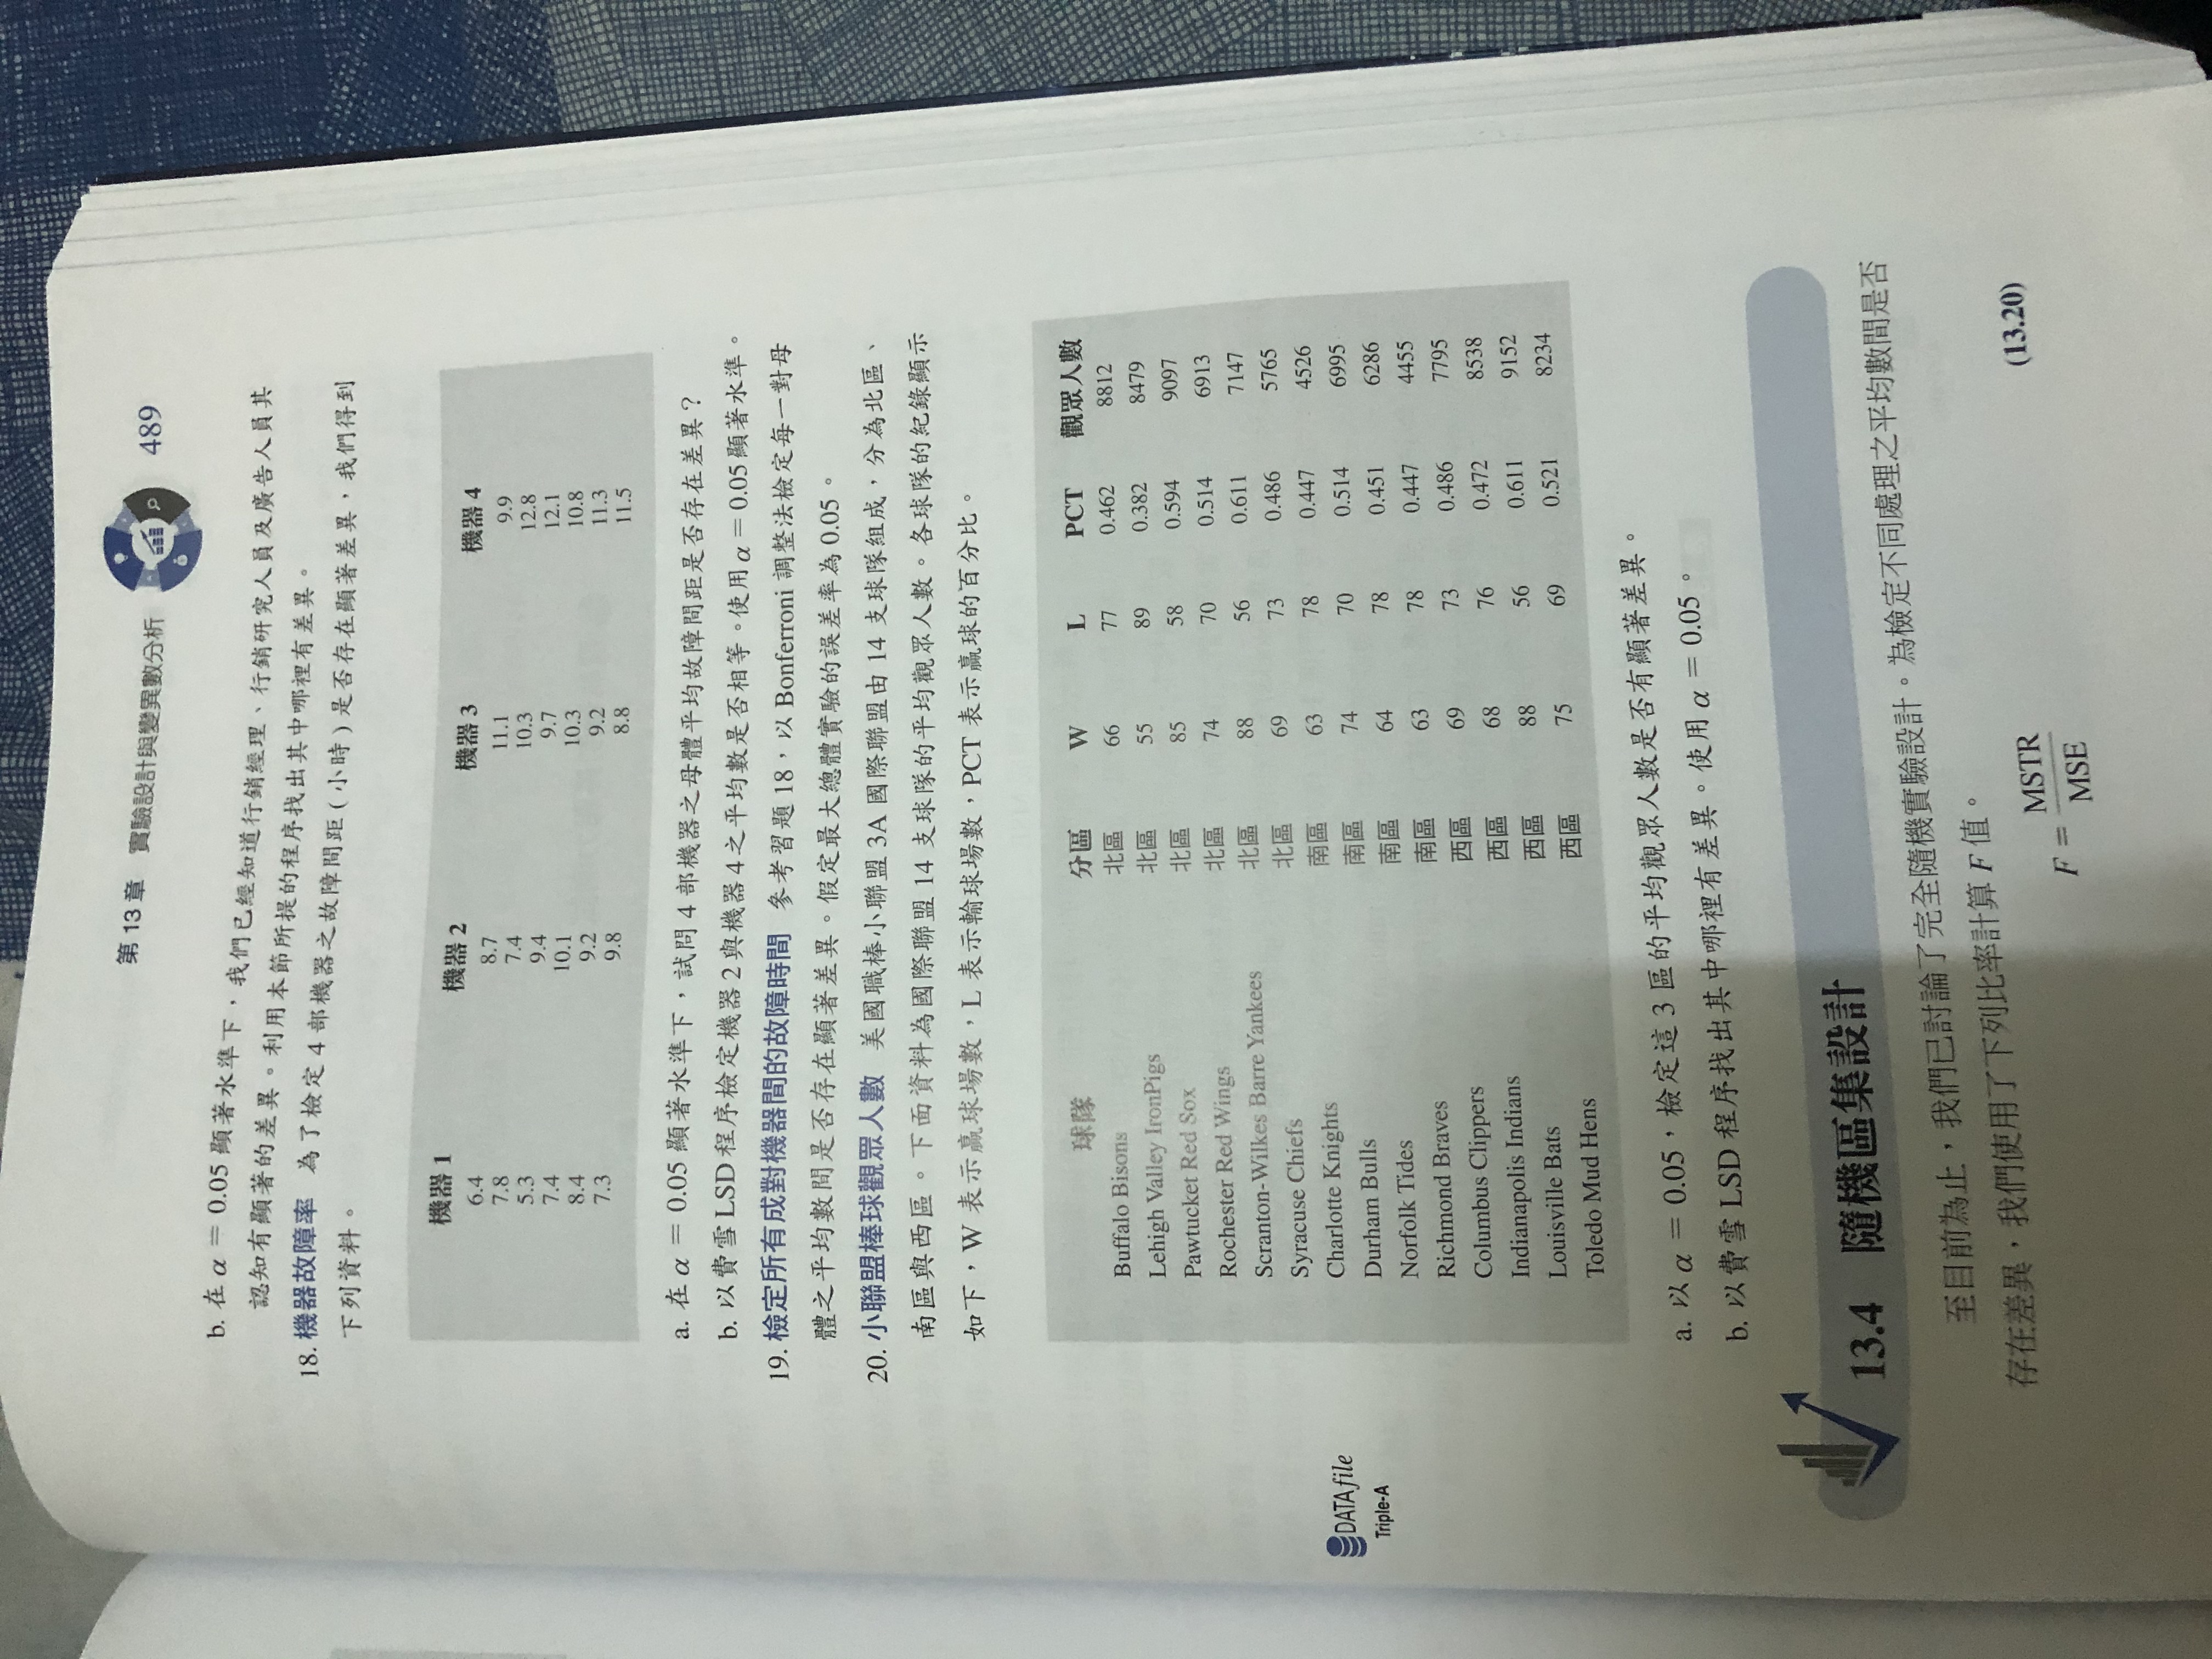 第 13 章 實驗設計與變異數分析 489
b. 在 α = 0.05 顯著水準下，我們已經知道行銷經理、行銷研究人員及廣告人員其
認知有顯著的差異。利用本節所提的程序找出其中哪裡有差異。
18. 機器故障率 為了檢定 4 部機器之故障間距 ( 小時 ) 是否存在顯著差異，我們得到
下列資料。
機器 1 機器 2 機器 3 機器 4
6.4 8.7 11.1 9.9
7.8 7.4 10.3 12.8
5.3 9.4 9.7 12.1
7.4 10.1 10.3 10.8
8.4 9.2 9.2 11.3
7.3 9.8 8.8 11.5
a. 在 α = 0.05 顯著水準下，試問 4 部機器之母體平均故障間距是否存在差異？
b. 以費雪 LSD 程序檢定機器 2 與機器 4 之平均數是否相等。使用 α = 0.05 顯著水準。
19. 檢定所有成對機器間的故障時間 參考習題 18，以 Bonferroni 調整法檢定每一對母
體之平均數間是否存在顯著差異。假定最大總體實驗的誤差率為 0.05 。
20. 小聯盟棒球觀眾人數 美國職棒小聯盟 3A 國際聯盟由 14 支球隊組成，分為北區、
南區與西區。下面資料為國際聯盟 14 支球隊的平均觀眾人數。各球隊的紀錄顯示
如下，W 表示贏球場數，L 表示輸球場數，PCT 表示贏球的百分比。
球隊 分區 W L PCT 觀眾人數
Buffalo Bisons 北區 66 77 0.462 8812
Lehigh Valley IronPigs 北區 55 89 0.382 8479
Pawtucket Red Sox 北區 85 58 0.594 9097
Rochester Red Wings 北區 74 70 0.514 6913
Scranton-Wilkes Barre Yankees 北區 88 56 0.611 7147
Syracuse Chiefs 北區 69 73 0.486 5765
Charlotte Knights 南區 63 78 0.447 4526
Durham Bulls 南區 74 70 0.514 6995
Norfolk Tides 南區 64 78 0.451 6286
Richmond Braves 南區 63 78 0.447 4455
Columbus Clippers 西區 69 73 0.486 7795
Indianapolis Indians 西區 68 76 0.472 8538
Louisville Bats 西區 88 56 0.611 9152
Toledo Mud Hens 西區 75 69 0.521 8234
DATAfile
Triple-A
a. 以 α = 0.05，檢定這 3 區的平均觀眾人數是否有顯著差異。
b. 以費雪 LSD 程序找出其中哪裡有差異。使用 α = 0.05 。
13.4 隨機區集設計
至目前為止，我們已討論了完全隨機實驗設計。為檢定不同處理之平均數間是否
存在差異，我們使用了下列比率計算 F 值。
F = MSTR / MSE (13.20)